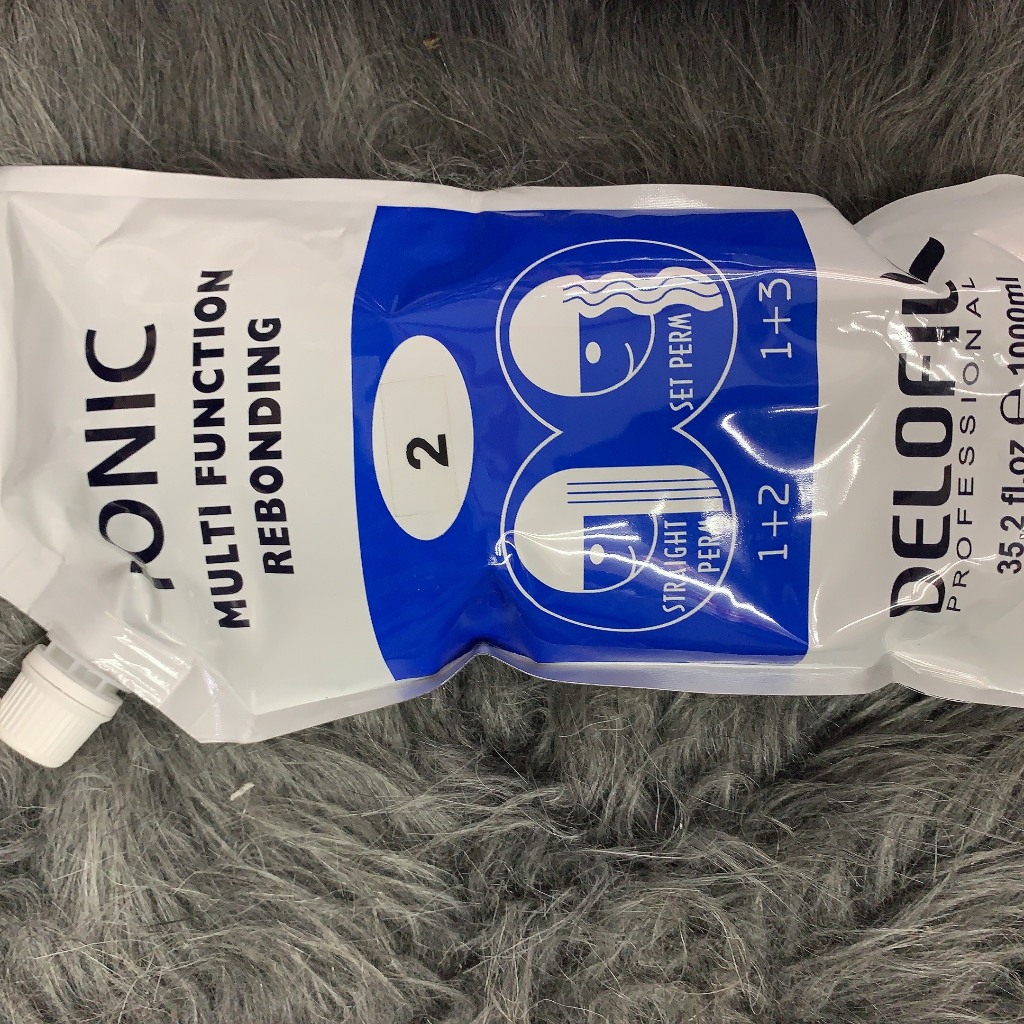 IONIC
MULTI FUNCTION
REBONDING
2
STRAIGHT
PERM
SET PERM
1+2
1+3
DELOFIL
PROFESSIONAL
35,2 fl.oz ℮ 1000ml